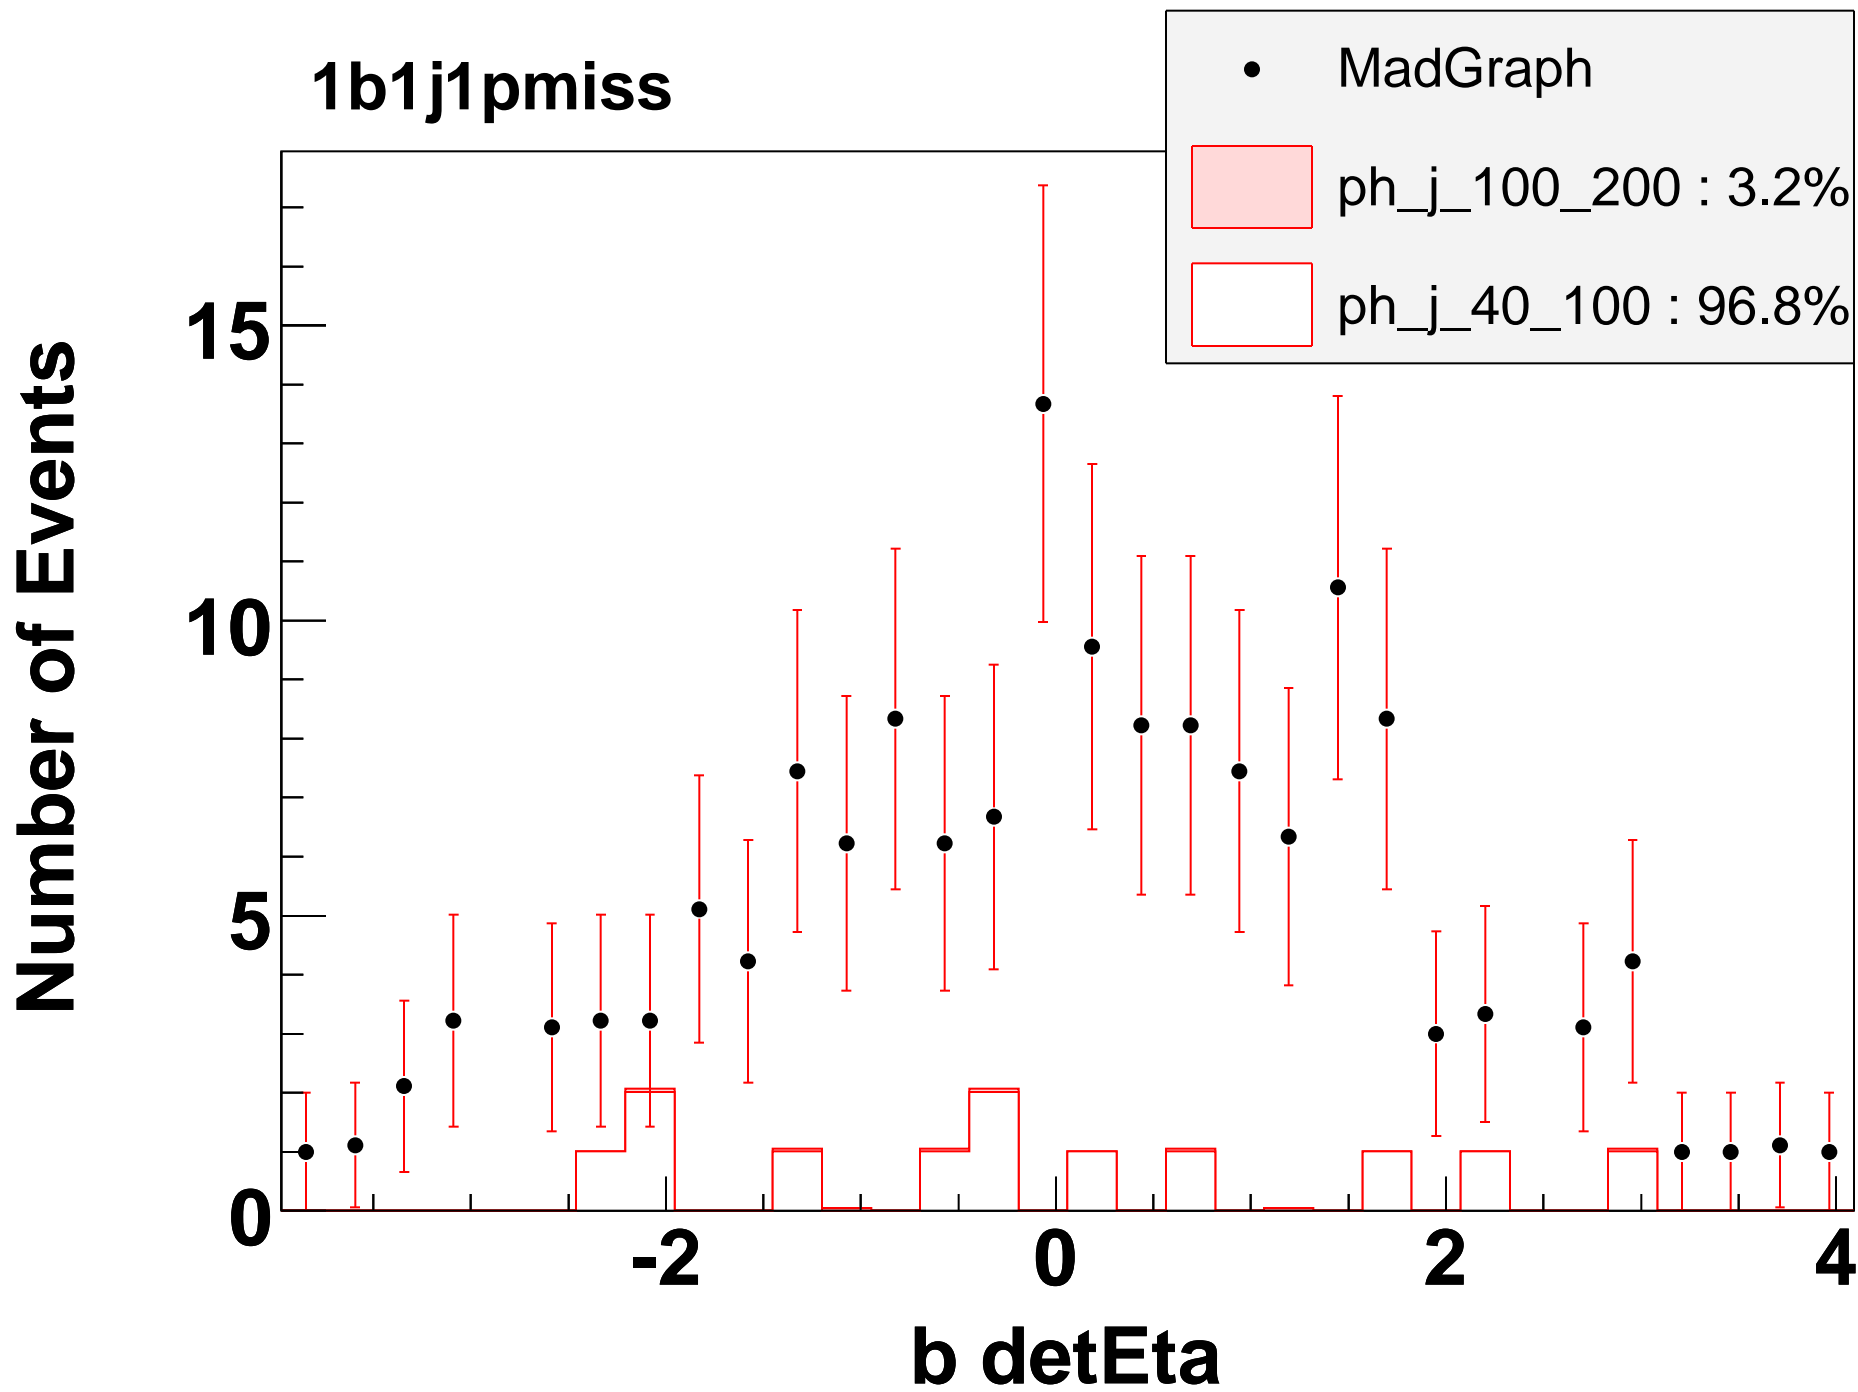 1b1j1pmiss
MadGraph
ph_j_100_200 : 3.2%
ph_j_40_100 : 96.8%
Number of Events
15
10
5
0
-2 0 2 4
b detEta